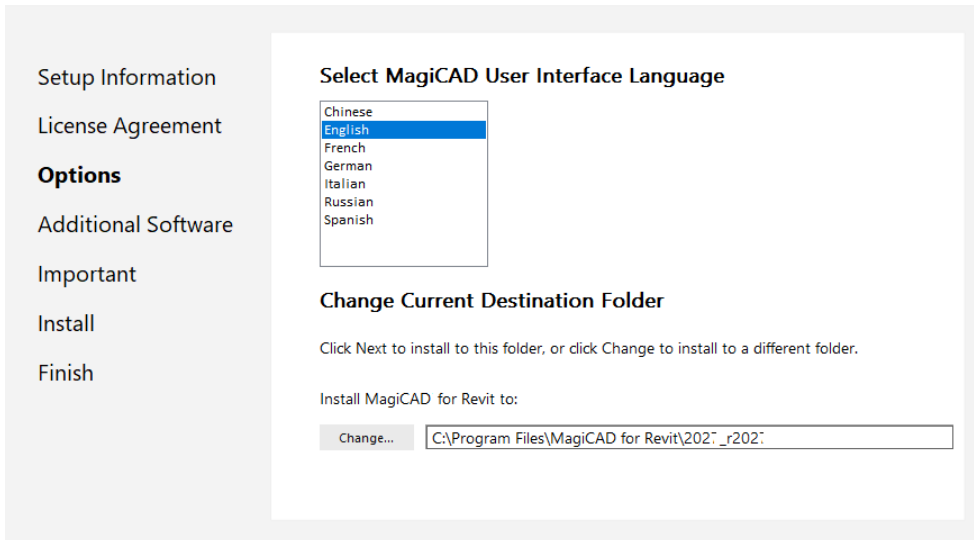 Setup Information
License Agreement
Options
Additional Software
Important
Install
Finish
Select MagiCAD User Interface Language
Chinese
English
French
German
Italian
Russian
Spanish
Change Current Destination Folder
Click Next to install to this folder, or click Change to install to a different folder.
Install MagiCAD for Revit to:
Change...
C:\Program Files\MagiCAD for Revit\